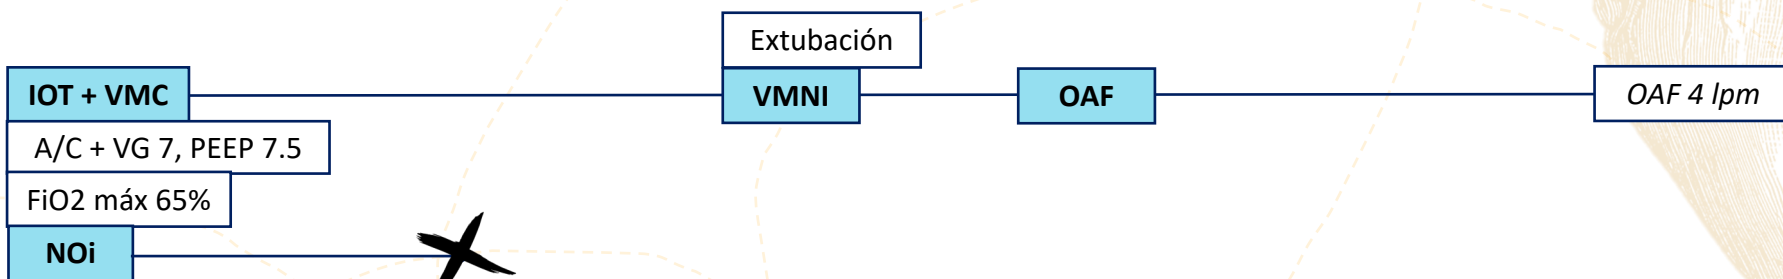 Extubación
IOT + VMC
VMNI
OAF
OAF 4 lpm
A/C + VG 7, PEEP 7.5
FiO2 máx 65%
NOi